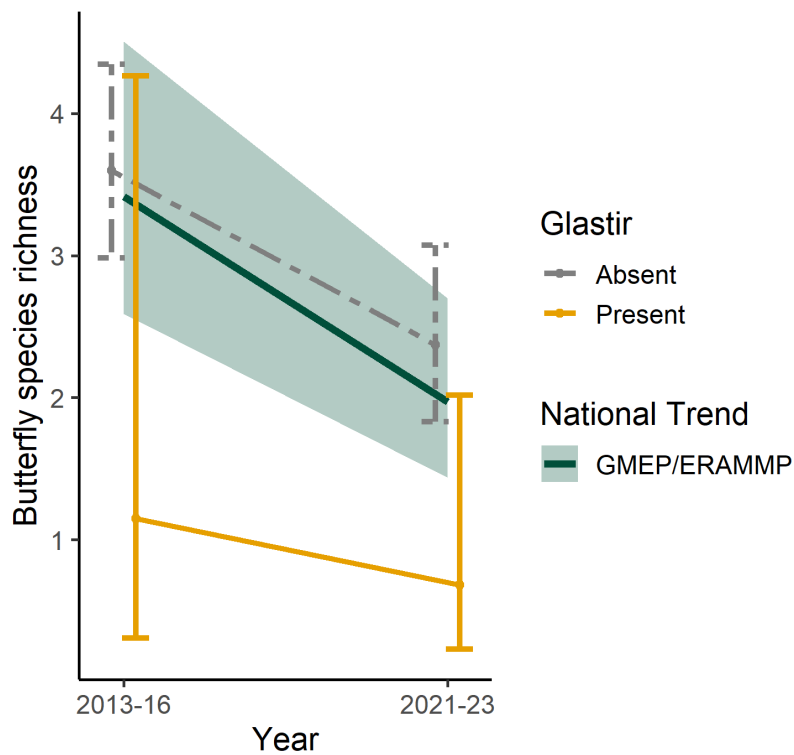 Butterfly species richness
4
3
2
1
2013-16
2021-23
Year
Glastir
Absent
Present
National Trend
GMEP/ERAMMP